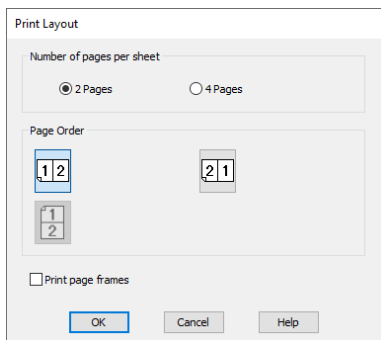 Print Layout
Number of pages per sheet
2 Pages
4 Pages
Page Order
1 2
2 1
1
2
Print page frames
OK
Cancel
Help